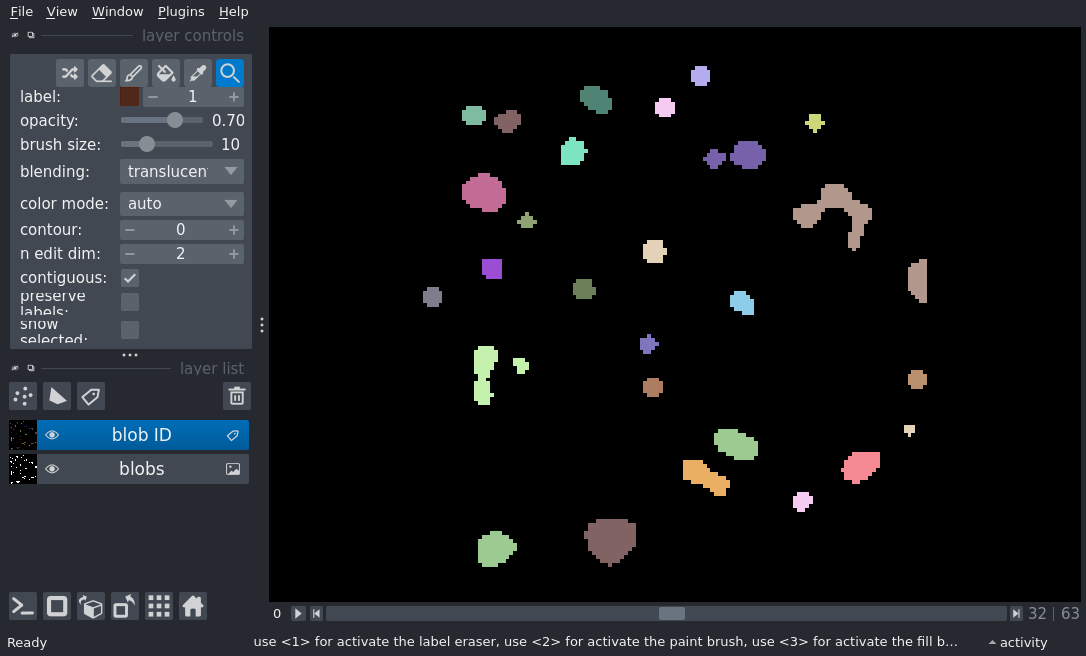 File View Window Plugins Help
layer controls
label: 1
opacity: 0.70
brush size: 10
blending: translucen
color mode: auto
contour: 0
n edit dim: 2
contiguous:
preserve
labels:
show
selected:
layer list
blob ID
blobs
0 32 63
Ready use <1> for activate the label eraser, use <2> for activate the paint brush, use <3> for activate the fill b... activity